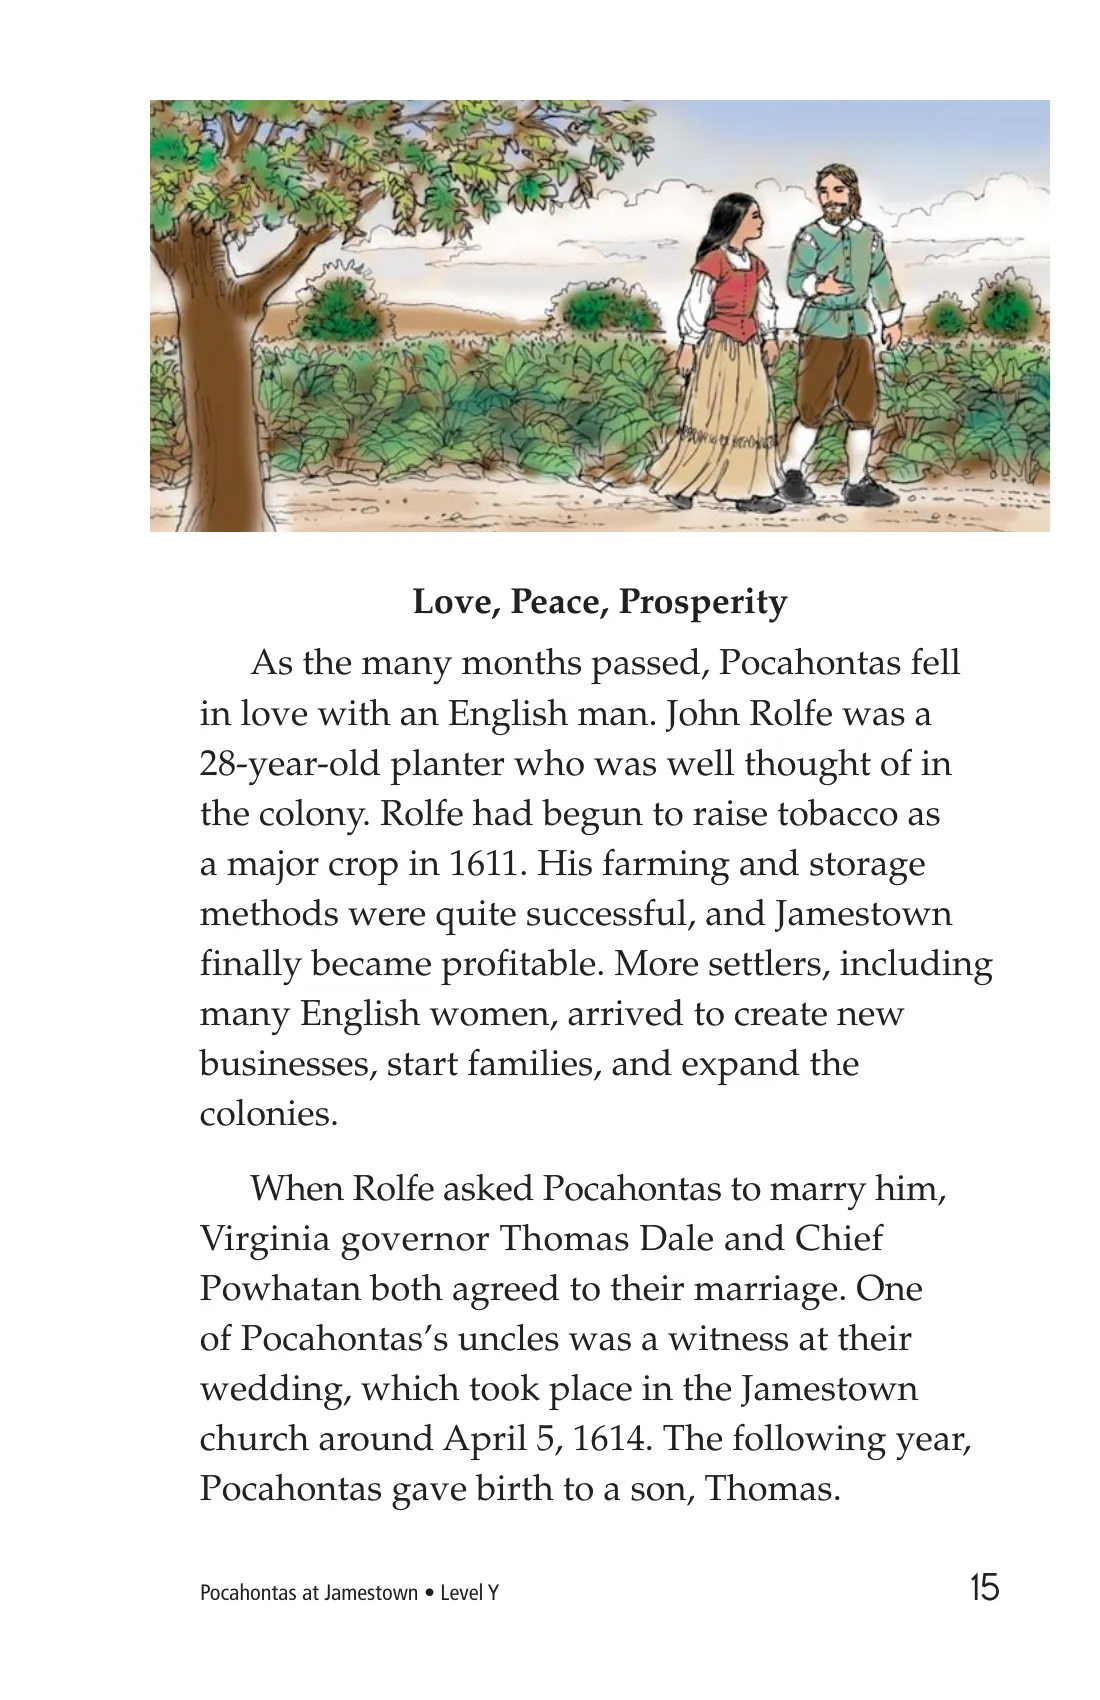 Love, Peace, Prosperity
As the many months passed, Pocahontas fell
in love with an English man. John Rolfe was a
28-year-old planter who was well thought of in
the colony. Rolfe had begun to raise tobacco as
a major crop in 1611. His farming and storage
methods were quite successful, and Jamestown
finally became profitable. More settlers, including
many English women, arrived to create new
businesses, start families, and expand the
colonies.
When Rolfe asked Pocahontas to marry him,
Virginia governor Thomas Dale and Chief
Powhatan both agreed to their marriage. One
of Pocahontas’s uncles was a witness at their
wedding, which took place in the Jamestown
church around April 5, 1614. The following year,
Pocahontas gave birth to a son, Thomas.
Pocahontas at Jamestown • Level Y 15